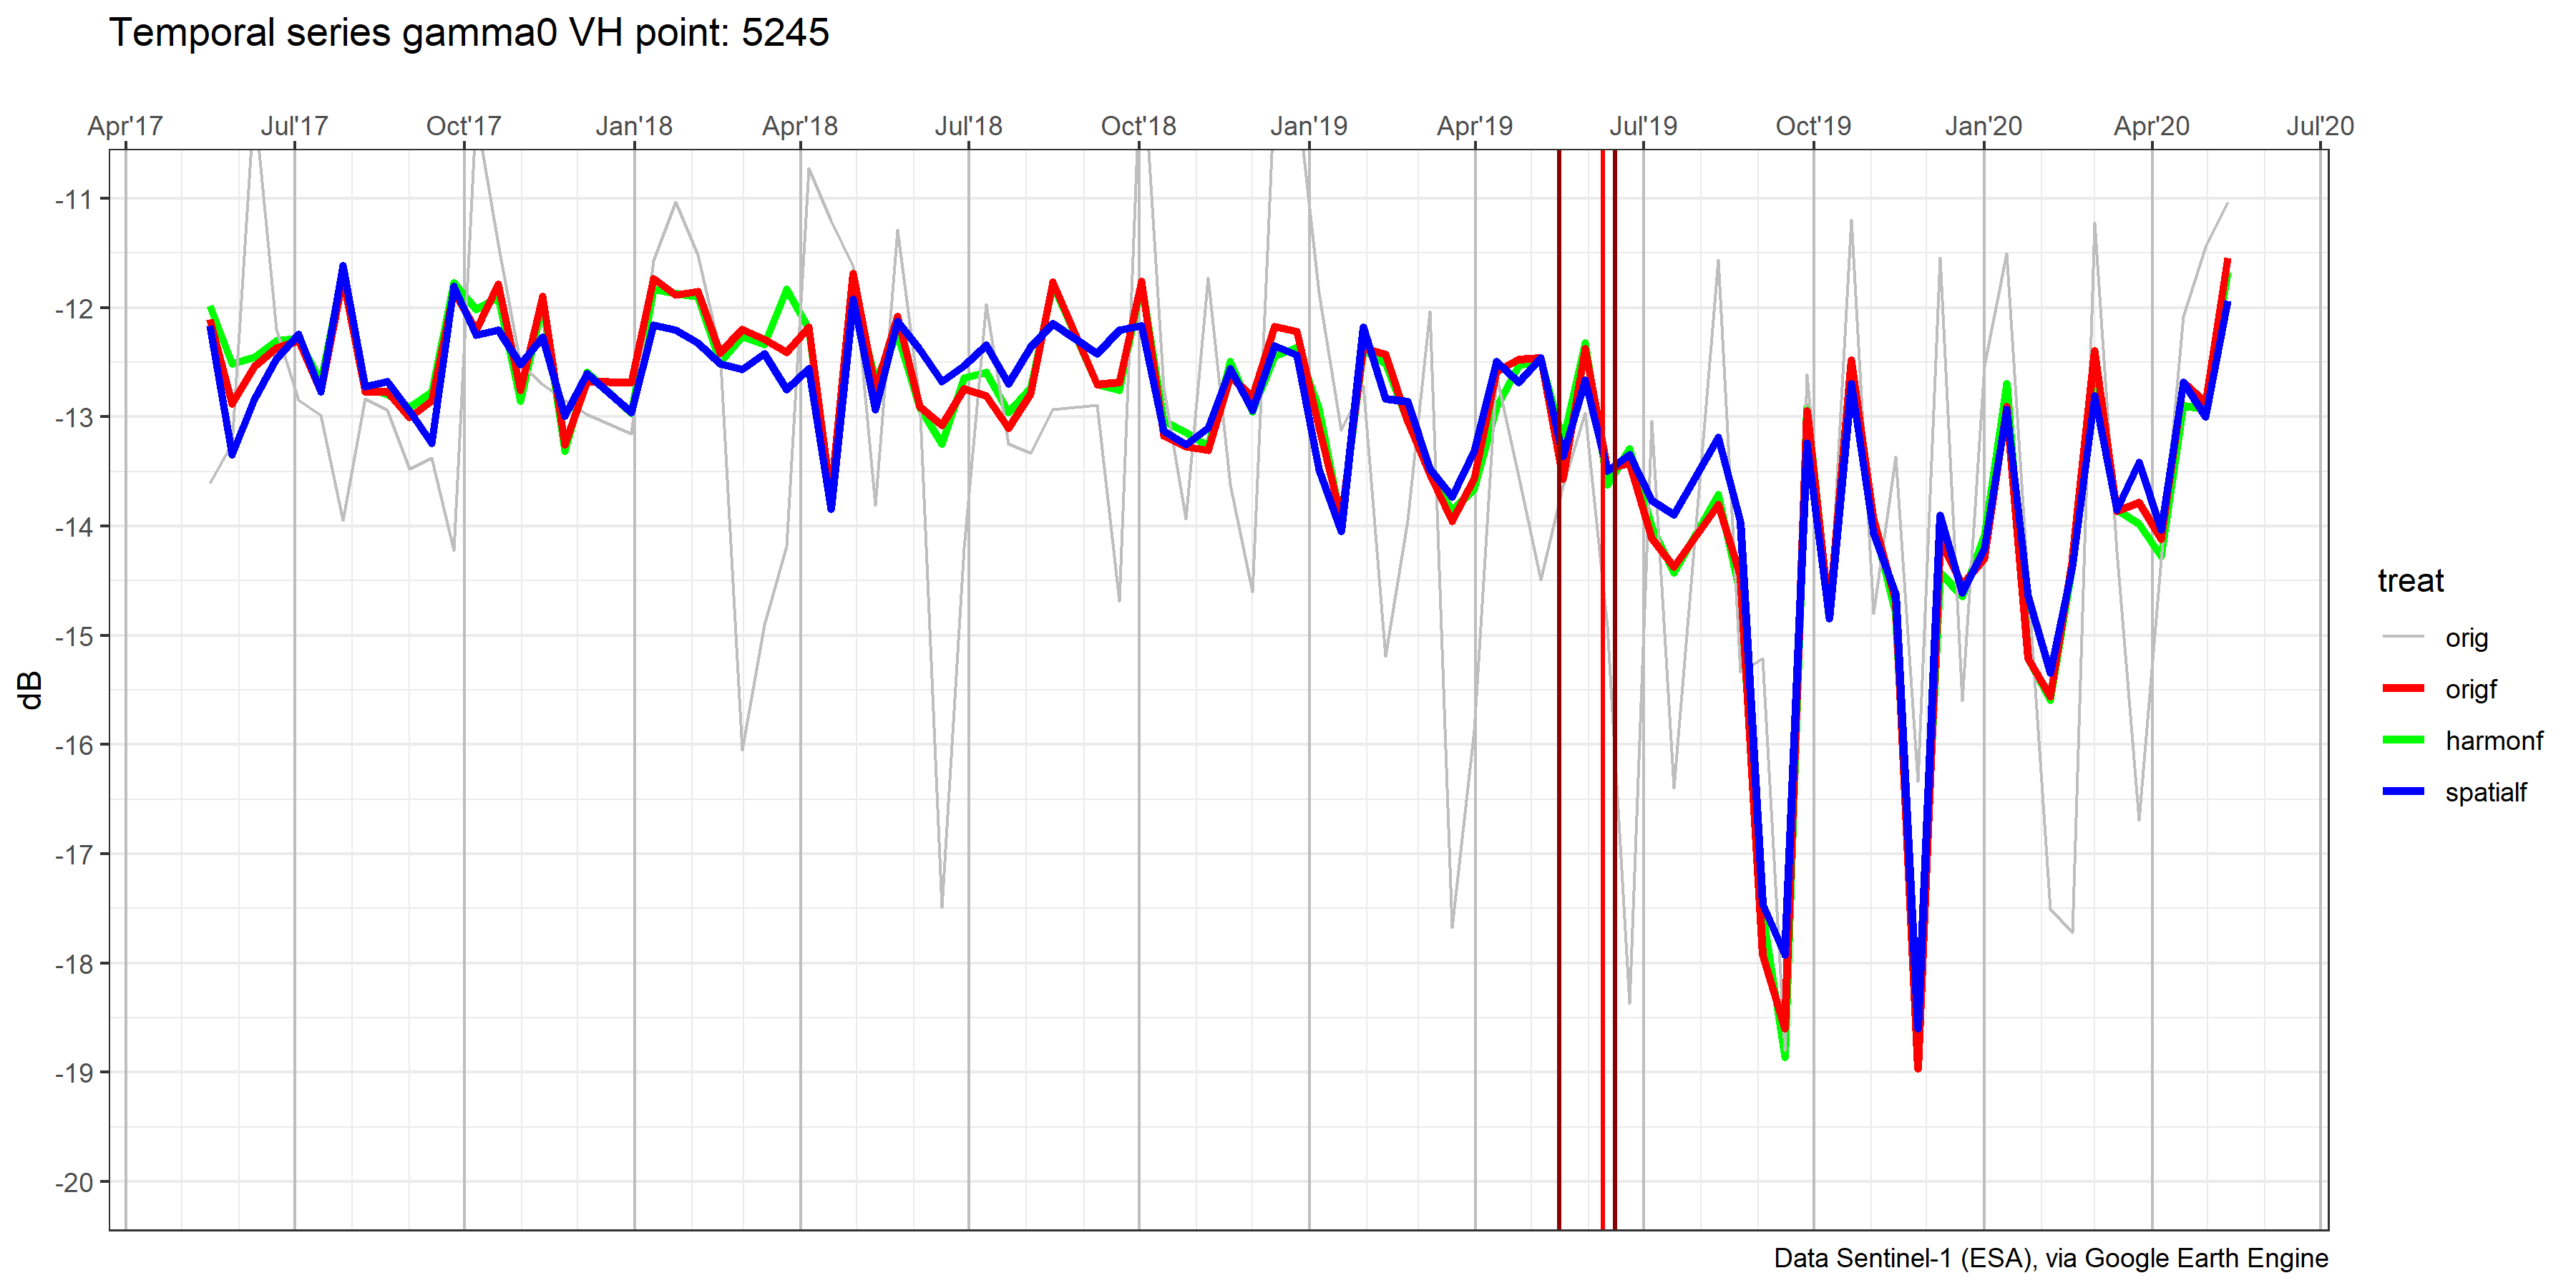 Temporal series gamma0 VH point: 5245
Apr'17 Jul'17 Oct'17 Jan'18 Apr'18 Jul'18 Oct'18 Jan'19 Apr'19 Jul'19 Oct'19 Jan'20 Apr'20 Jul'20
-11
-12
-13
-14
-15
-16
-17
-18
-19
-20
dB
treat
orig
origf
harmonf
spatialf
Data Sentinel-1 (ESA), via Google Earth Engine